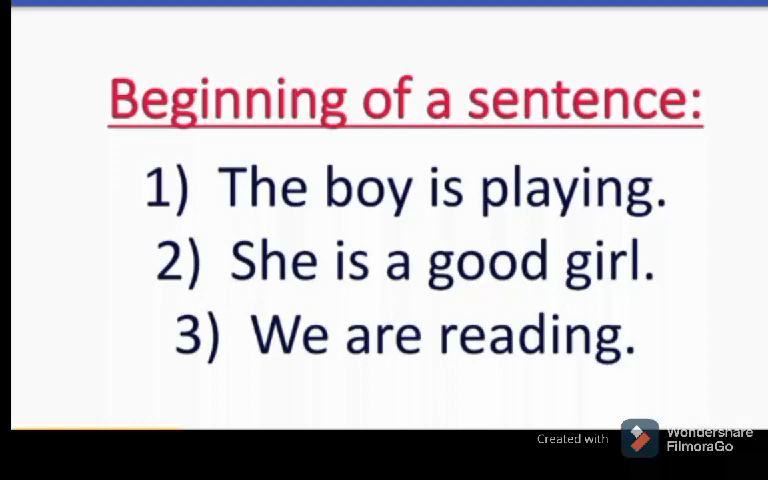 Beginning of a sentence:
1) The boy is playing.
2) She is a good girl.
3) We are reading.
Created with
Wondershare
FilmoraGo